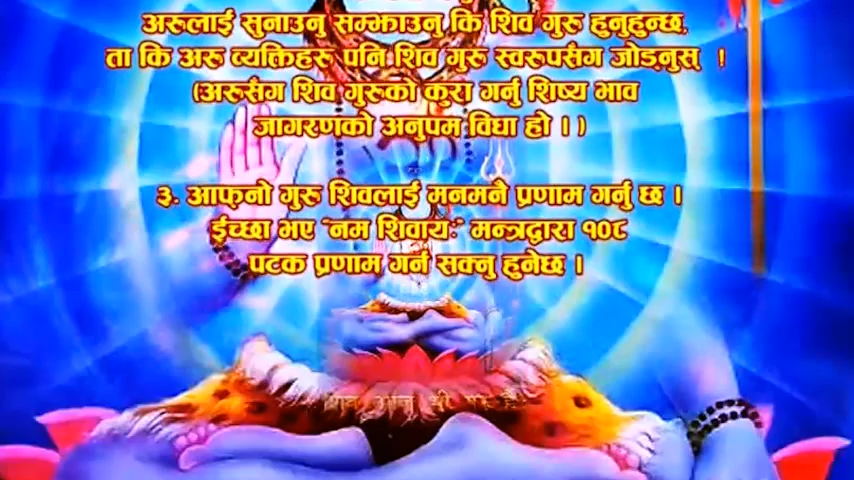 अरुलाई सुनाउनु सम्झाउनु कि शिव गुरु हुनुहुन्छ,
ता कि अरु व्यक्तिहरु पनि शिव गुरु स्वरुपसँग जोडनुस् !
(अरुसँग शिव गुरुको कुरा गर्नु शिष्य भाव
जागरणको अनुपम विधा हो ।)
३. आफ्नो गुरु शिवलाई मनमनै प्रणाम गर्नु छ ।
ईच्छा भए "नम शिवायः" मन्त्रद्वारा १०८
पटक प्रणाम गर्न सक्नु हुनेछ ।